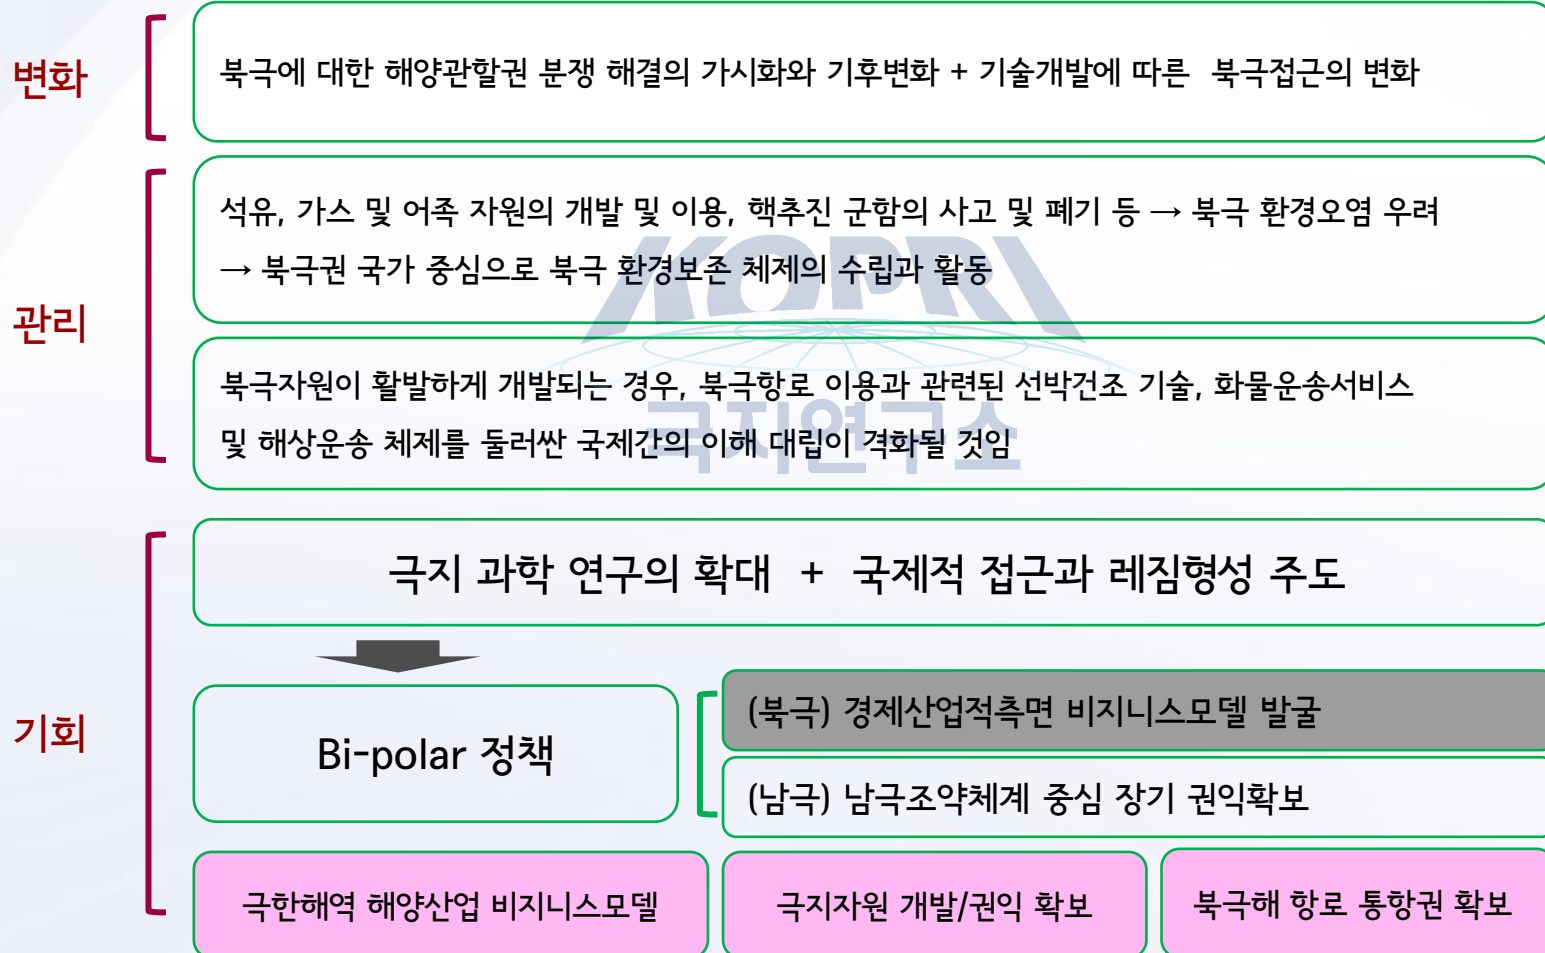 변화
북극에 대한 해양관할권 분쟁 해결의 가시화와 기후변화 + 기술개발에 따른 북극접근의 변화
관리
석유, 가스 및 어족 자원의 개발 및 이용, 핵추진 군함의 사고 및 폐기 등 → 북극 환경오염 우려
→ 북극권 국가 중심으로 북극 환경보존 체제의 수립과 활동
북극자원이 활발하게 개발되는 경우, 북극항로 이용과 관련된 선박건조 기술, 화물운송서비스
및 해상운송 체제를 둘러싼 국제간의 이해 대립이 격화될 것임
KOPRI
극지연구소
기회
극지 과학 연구의 확대 + 국제적 접근과 레짐형성 주도
Bi-polar 정책
(북극) 경제산업적측면 비지니스모델 발굴
(남극) 남극조약체계 중심 장기 권익확보
극한해역 해양산업 비지니스모델
극지자원 개발/권익 확보
북극해 항로 통항권 확보